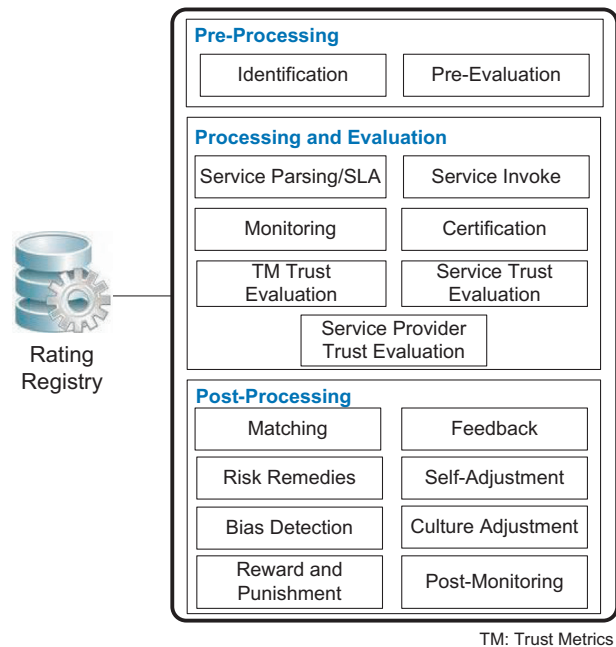 Pre-Processing
Identification
Pre-Evaluation
Processing and Evaluation
Service Parsing/SLA
Service Invoke
Monitoring
Certification
TM Trust
Evaluation
Service Trust
Evaluation
Service Provider
Trust Evaluation
Rating
Registry
Post-Processing
Matching
Feedback
Risk Remedies
Self-Adjustment
Bias Detection
Culture Adjustment
Reward and
Punishment
Post-Monitoring
TM: Trust Metrics